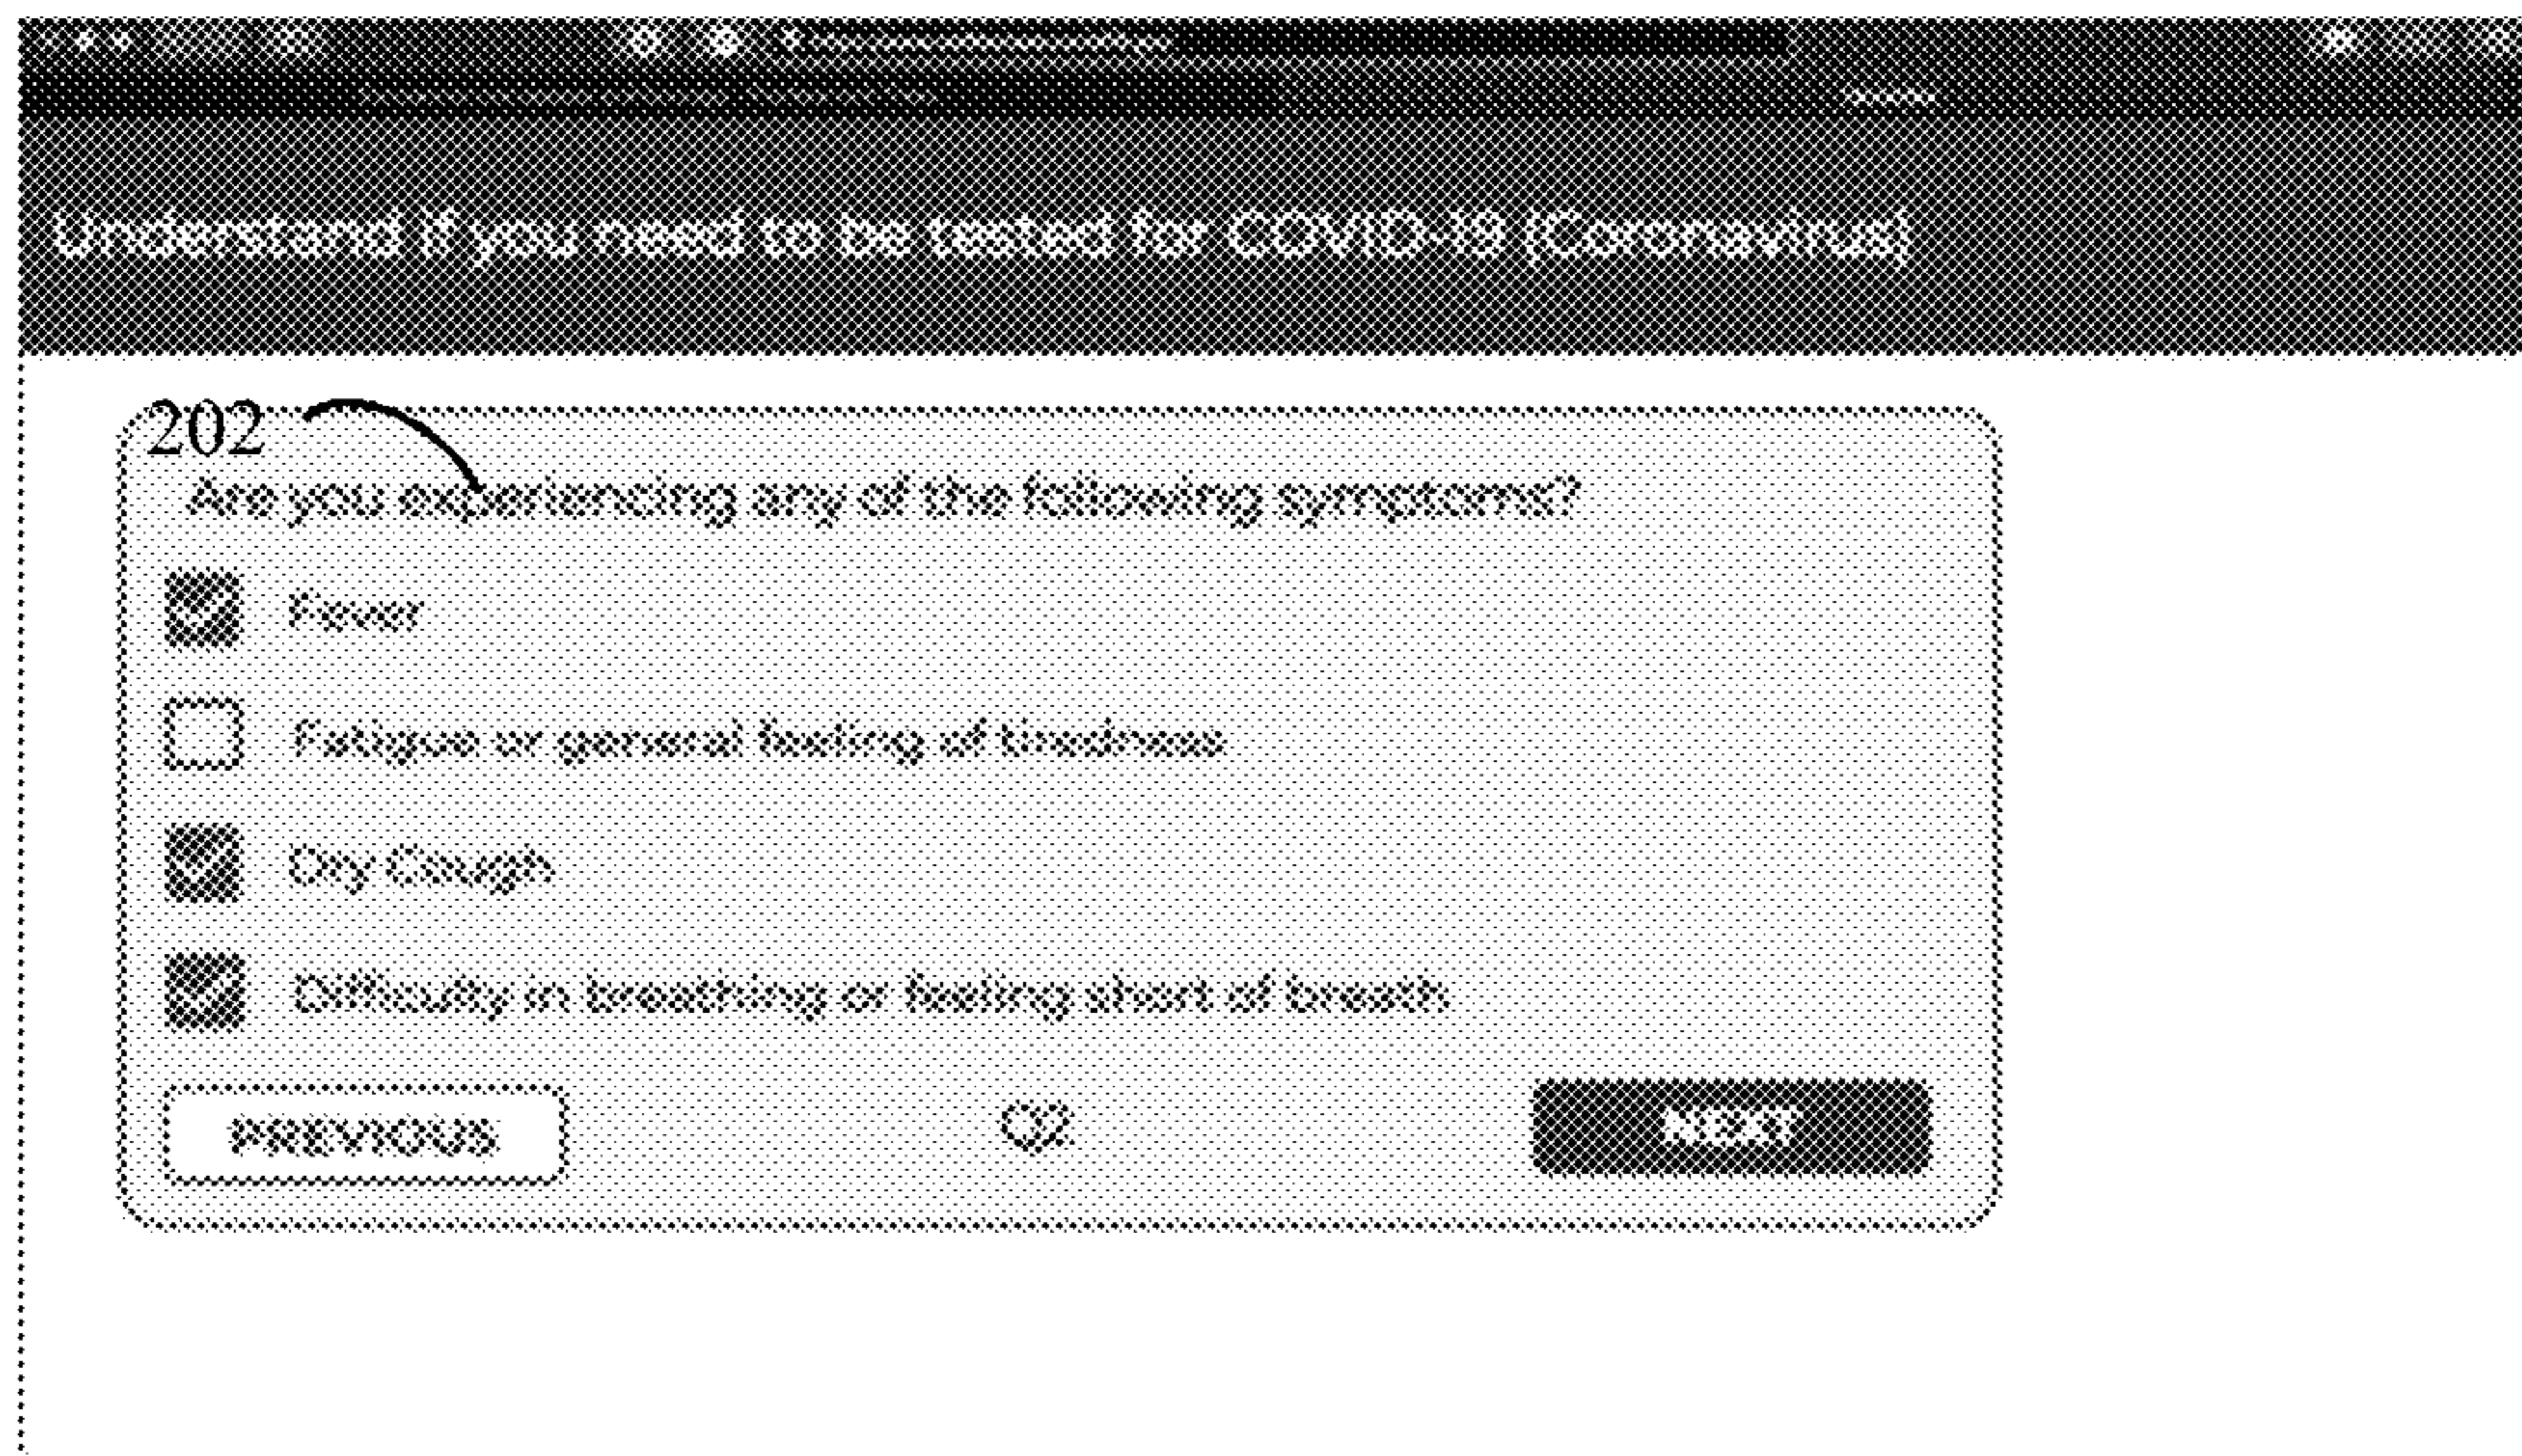 Understand if you need to be tested for COVID-19 (Coronavirus)
202
Are you experiencing any of the following symptoms?
Fever
Fatigue or general feeling of tiredness
Dry Cough
Difficulty in breathing or feeling short of breath
PREVIOUS
Q2
NEXT